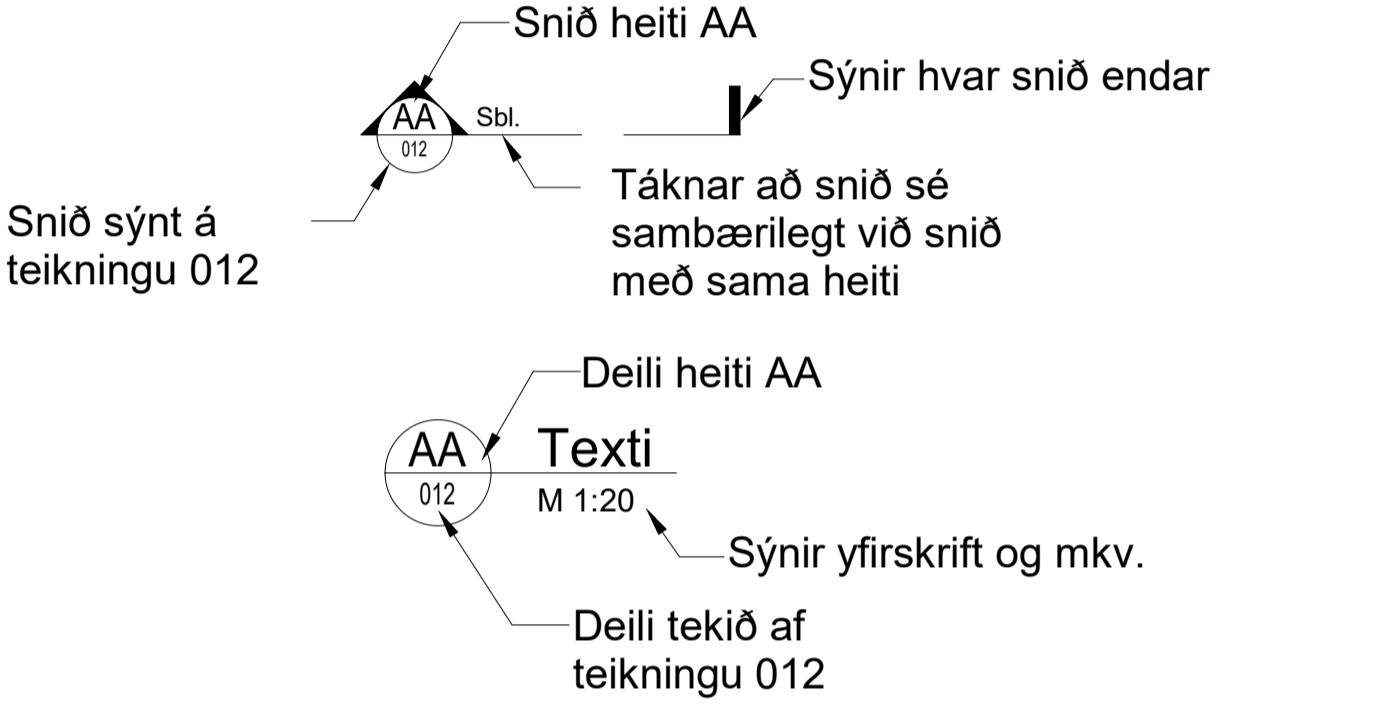 Snið heiti AA
Sýnir hvar snið endar
AA
Sbl.
012
Táknar að snið sé
sambærilegt við snið
með sama heiti
Snið sýnt á
teikningu 012
Deili heiti AA
AA
Texti
012
M 1:20
Sýnir yfirskrift og mkv.
Deili tekið af
teikningu 012